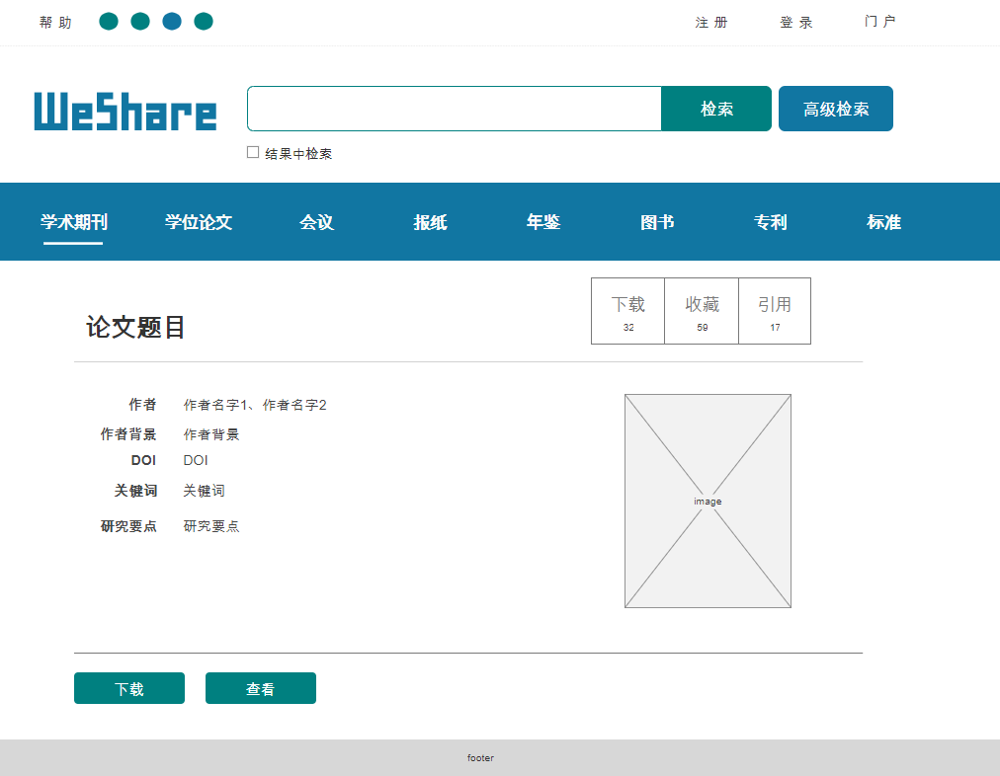 帮 助
注 册 登 录 门 户
WeShare
检索 高级检索
结果中检索
学术期刊 学位论文 会议 报纸 年鉴 图书 专利 标准
论文题目
下载 收藏 引用
32 59 17
作者 作者名字1、作者名字2
作者背景 作者背景
DOI DOI
关键词 关键词
研究要点 研究要点
image
下载 查看
footer